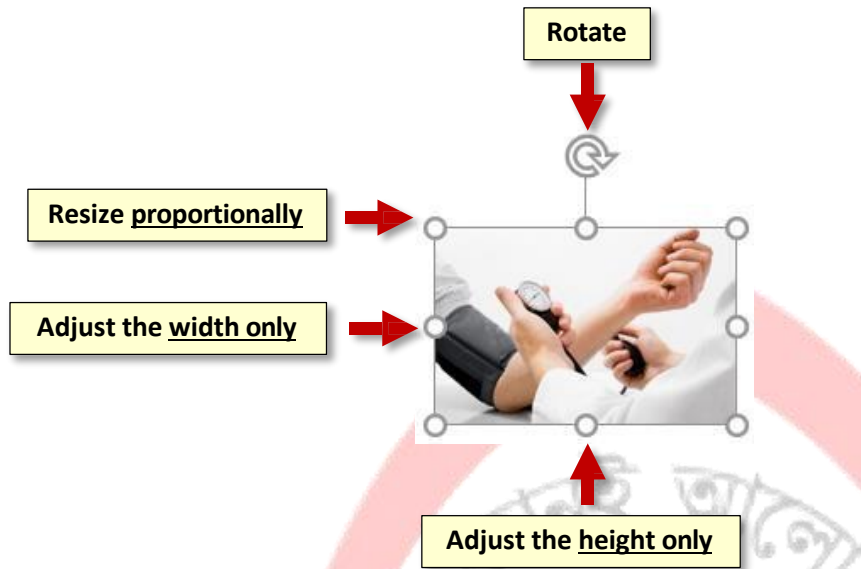 Rotate
Resize proportionally
Adjust the width only
Adjust the height only